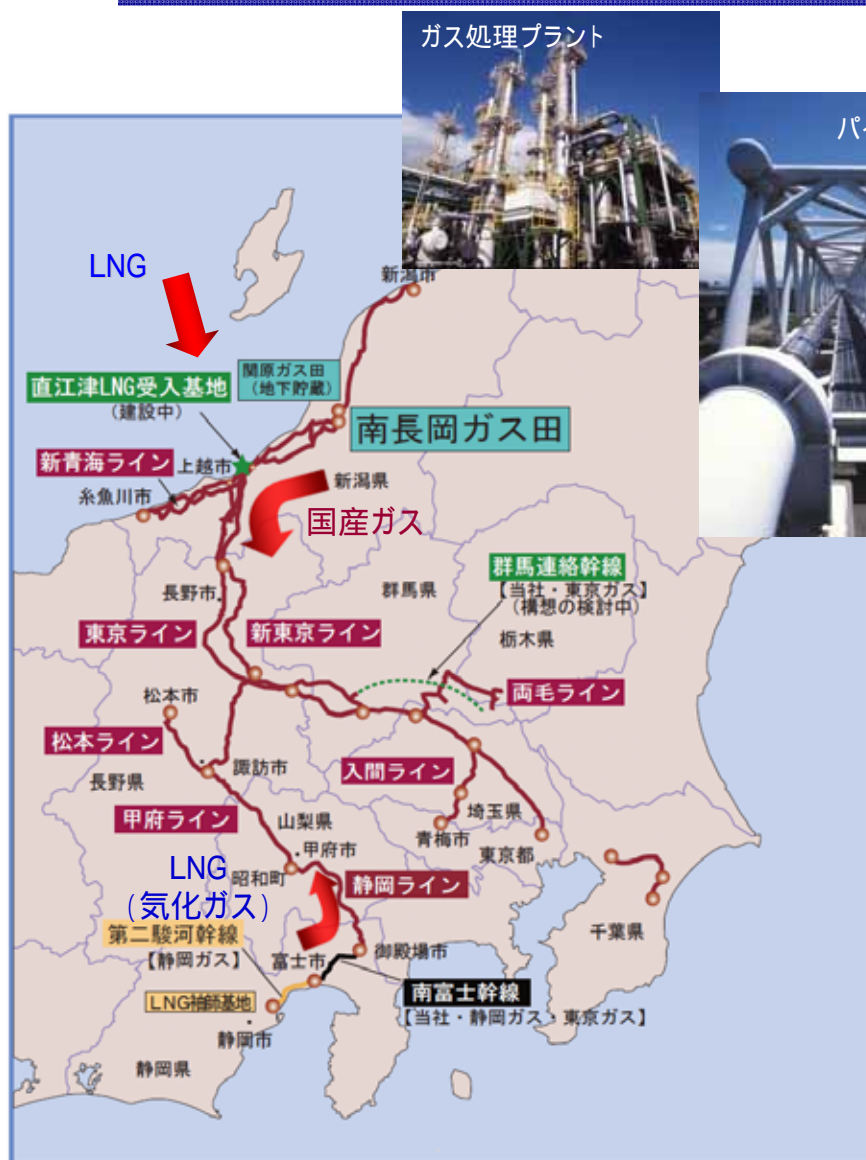 ガス処理プラント
パイ
LNG
新潟市
関原ガス田
(地下貯蔵)
直江津LNG受入基地
(建設中)
南長岡ガス田
新青海ライン
上越市
新潟県
糸魚川市
国産ガス
群馬連絡幹線
【当社・東京ガス】
(構想の検討中)
群馬県
長野市
栃木県
東京ライン
新東京ライン
両毛ライン
松本市
松本ライン
諏訪市
入間ライン
長野県
埼玉県
甲府ライン
山梨県
青梅市
甲府市
東京都
LNG
(気化ガス)
昭和町
静岡ライン
第二駿河幹線
【静岡ガス】
千葉県
富士市
御殿場市
LNG袖師基地
南富士幹線
【当社・静岡ガス・東京ガス】
静岡市
静岡県